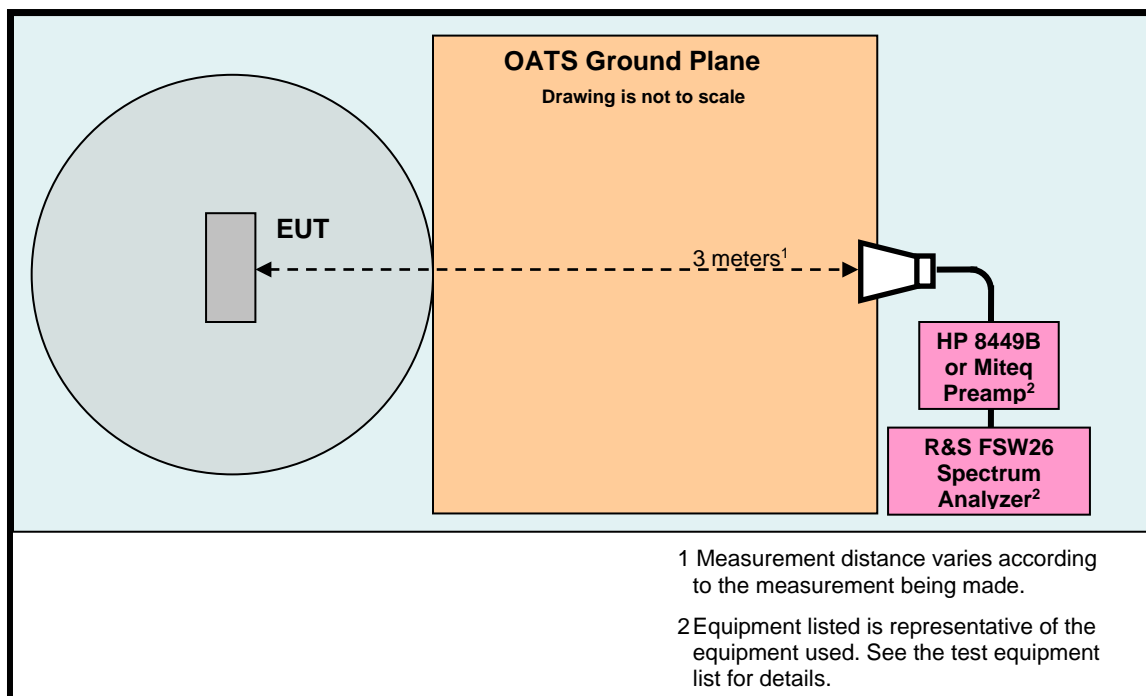 OATS Ground Plane
Drawing is not to scale
EUT
3 meters1
HP 8449B
or Miteq
Preamp2
R&S FSW26
Spectrum
Analyzer2
1 Measurement distance varies according
to the measurement being made.
2 Equipment listed is representative of the
equipment used. See the test equipment
list for details.